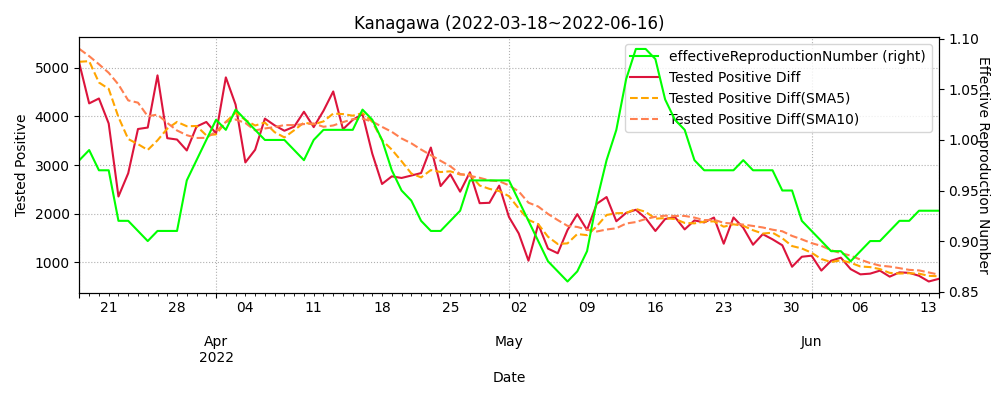 Kanagawa (2022-03-18~2022-06-16)
effectiveReproductionNumber (right)
Tested Positive Diff
Tested Positive Diff(SMA5)
Tested Positive Diff(SMA10)
Tested Positive
5000
4000
3000
2000
1000
1.10
1.05
1.00
0.95
0.90
0.85
Effective Reproduction Number
21 28 04 11 18 25 02 09 16 23 30 06 13
Apr May Jun
2022
Date